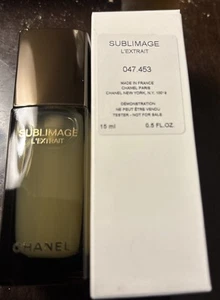 SUBLIMAGE
L'EXTRAIT
CHANEL
SUBLIMAGE
L'EXTRAIT
047.453
MADE IN FRANCE
CHANEL PARIS
CHANEL NEW YORK, N.Y. 10019
DEMONSTRATION
NE PEUT ÊTRE VENDU
TESTER - NOT FOR SALE
15 ml 0.5 FL.OZ.